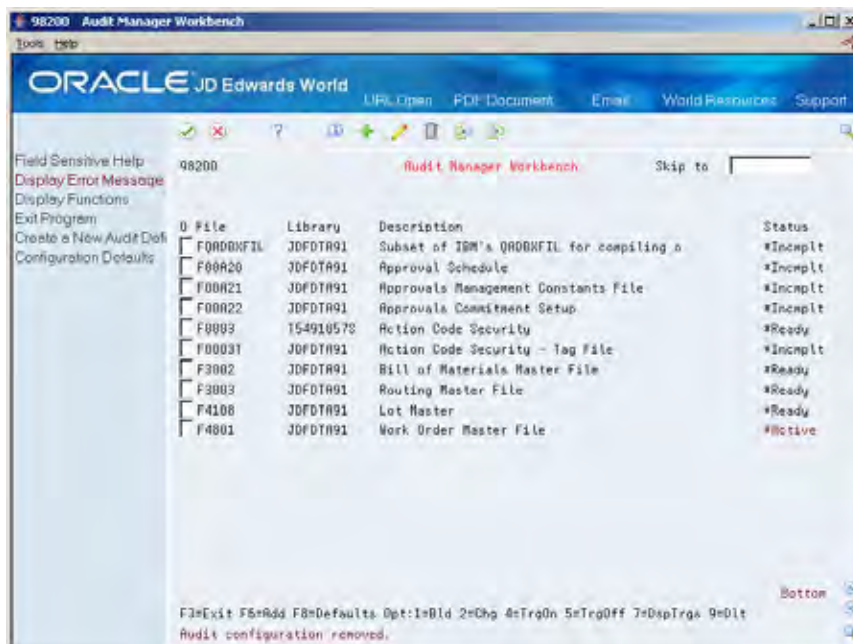 98200 Audit Manager Workbench
Tools Help
ORACLE JD Edwards World
URL Open PDF Document Email World Resources Support
Field Sensitive Help
Display Error Message
Display Functions
Exit Program
Create a New Audit Defi
Configuration Defaults
98200 Audit Manager Workbench Skip to
O File Library Description Status
FQADBXFIL JDFDTA91 Subset of IBM's QADBXFIL for compiling o *Incmplt
F00A20 JDFDTA91 Approval Schedule *Incmplt
F00A21 JDFDTA91 Approvals Management Constants File *Incmplt
F00A22 JDFDTA91 Approvals Commitment Setup *Incmplt
F0003 Action Code Security *Ready
F0003T JDFDTA91 Action Code Security - Tag File *Incmplt
F3002 JDFDTA91 Bill of Materials Master File *Ready
F3003 JDFDTA91 Routing Master File *Ready
F4108 JDFDTA91 Lot Master *Ready
F4801 JDFDTA91 Work Order Master File *Active
Bottom
F3=Exit F6=Add F8=Defaults Opt:1=Bld 2=Chg 4=TrgOn 5=TrgOff 7=DspTrgs 9=Dlt
Audit configuration removed.